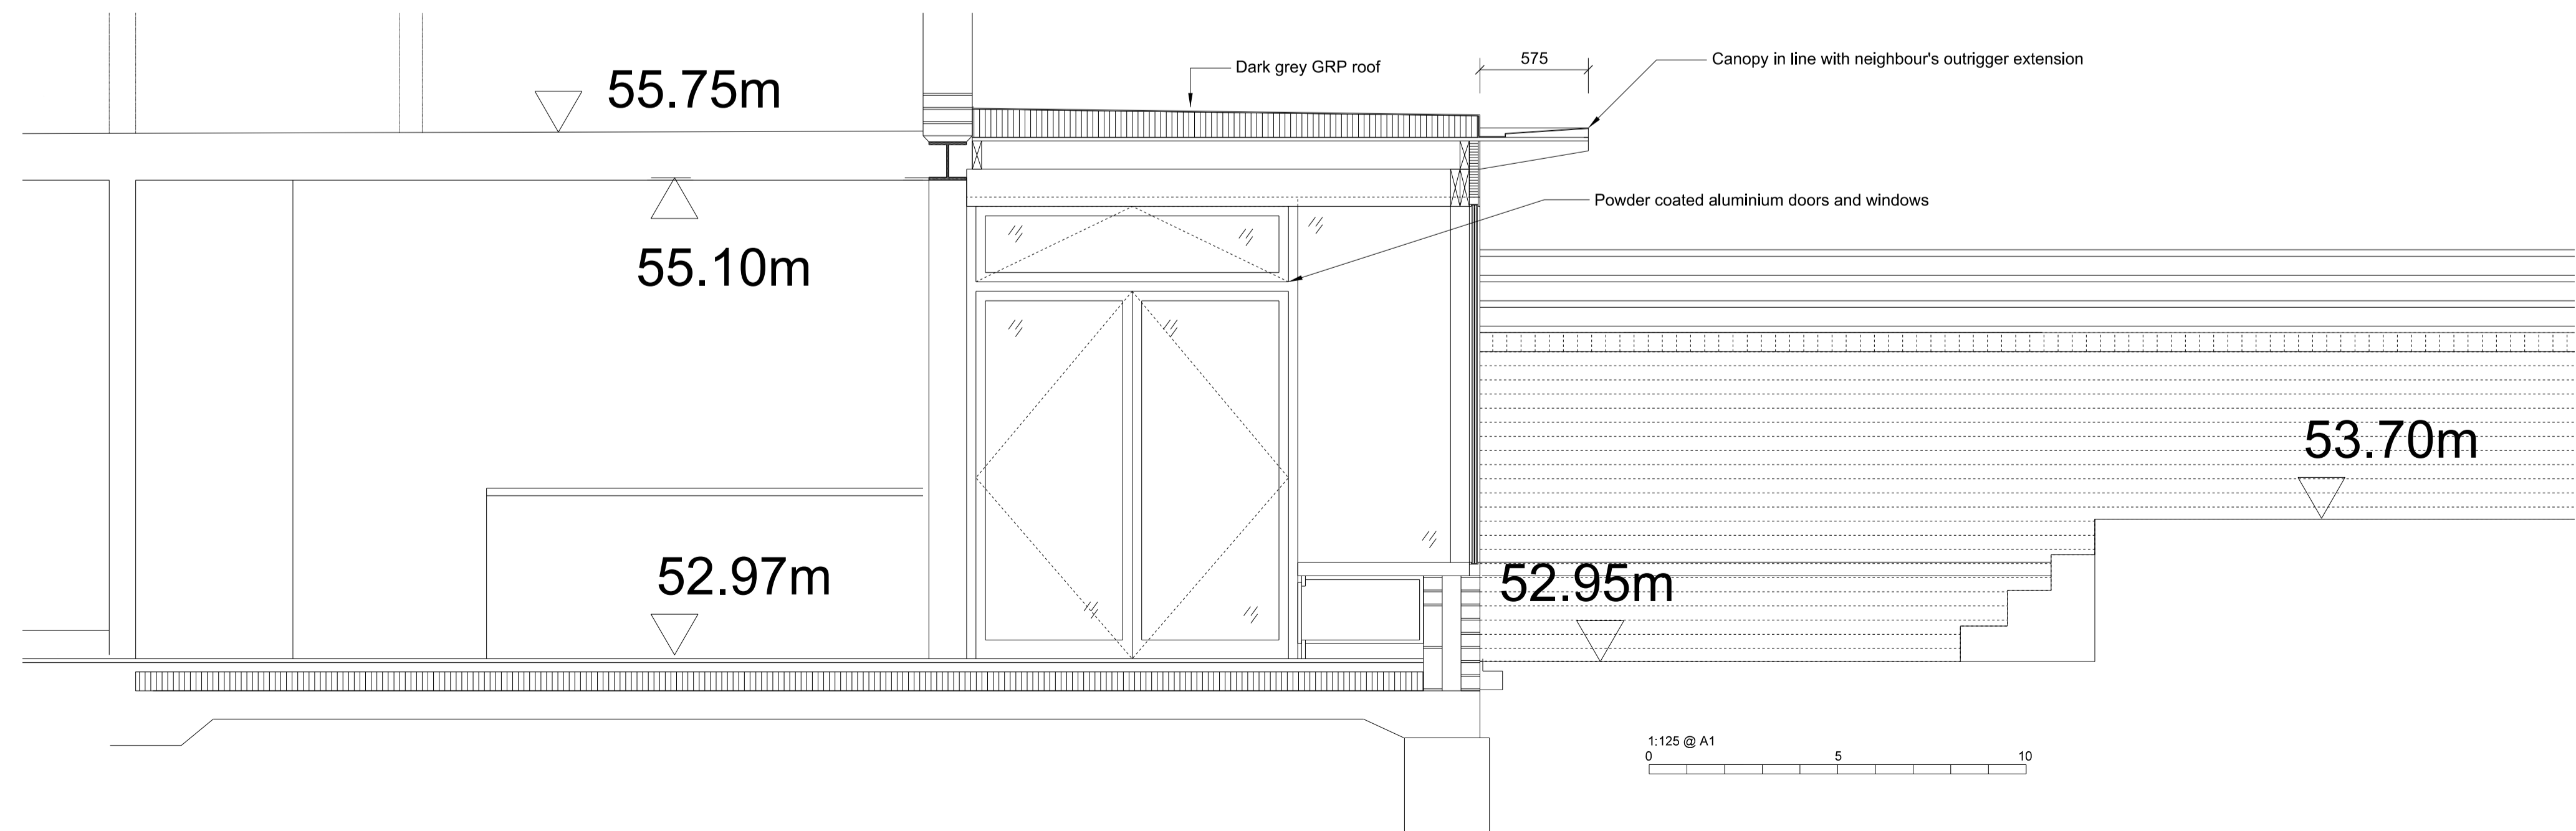 575
Canopy in line with neighbour's outrigger extension
Dark grey GRP roof
55.75m
Powder coated aluminium doors and windows
55.10m
53.70m
52.97m
52.95m
1:125 @ A1
0 5 10